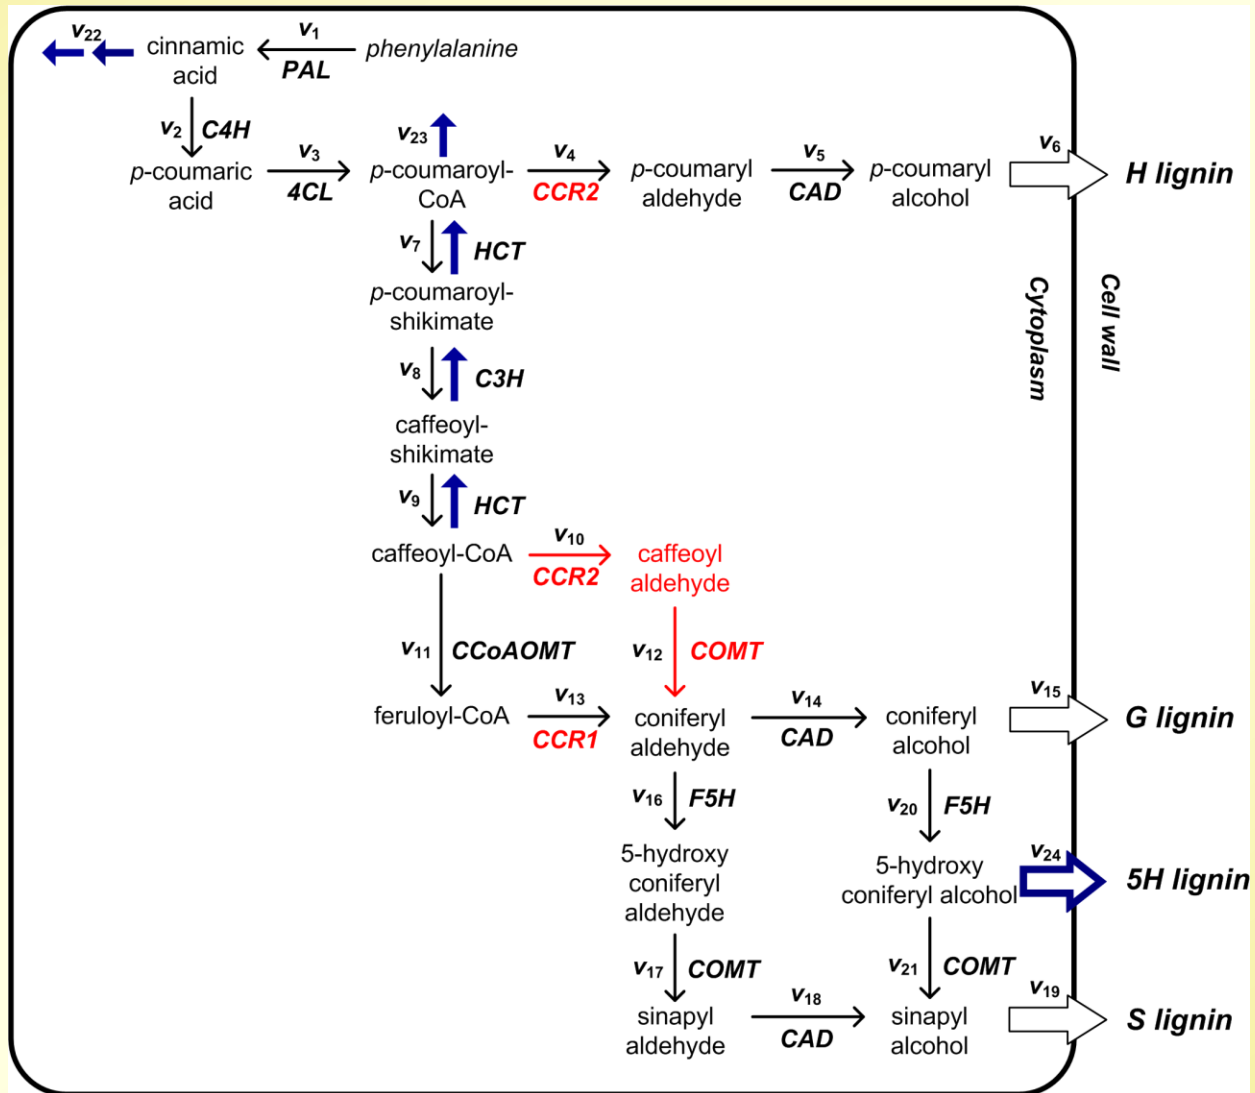 v22
cinnamic
acid
v1
PAL
phenylalanine
v2
C4H
p-coumaric
acid
v3
4CL
v23
p-coumaroyl-
CoA
v4
CCR2
p-coumaryl
aldehyde
v5
CAD
p-coumaryl
alcohol
v6
H lignin
v7
HCT
p-coumaroyl-
shikimate
Cytoplasm
Cell wall
v8
C3H
caffeoyl-
shikimate
v9
HCT
caffeoyl-CoA
v10
CCR2
caffeoyl
aldehyde
v11
CCoAOMT
v12
COMT
feruloyl-CoA
v13
CCR1
coniferyl
aldehyde
v14
CAD
coniferyl
alcohol
v15
G lignin
v16
F5H
v20
F5H
5-hydroxy
coniferyl
aldehyde
5-hydroxy
coniferyl alcohol
v24
5H lignin
v17
COMT
v21
COMT
sinapyl
aldehyde
v18
CAD
sinapyl
alcohol
v19
S lignin